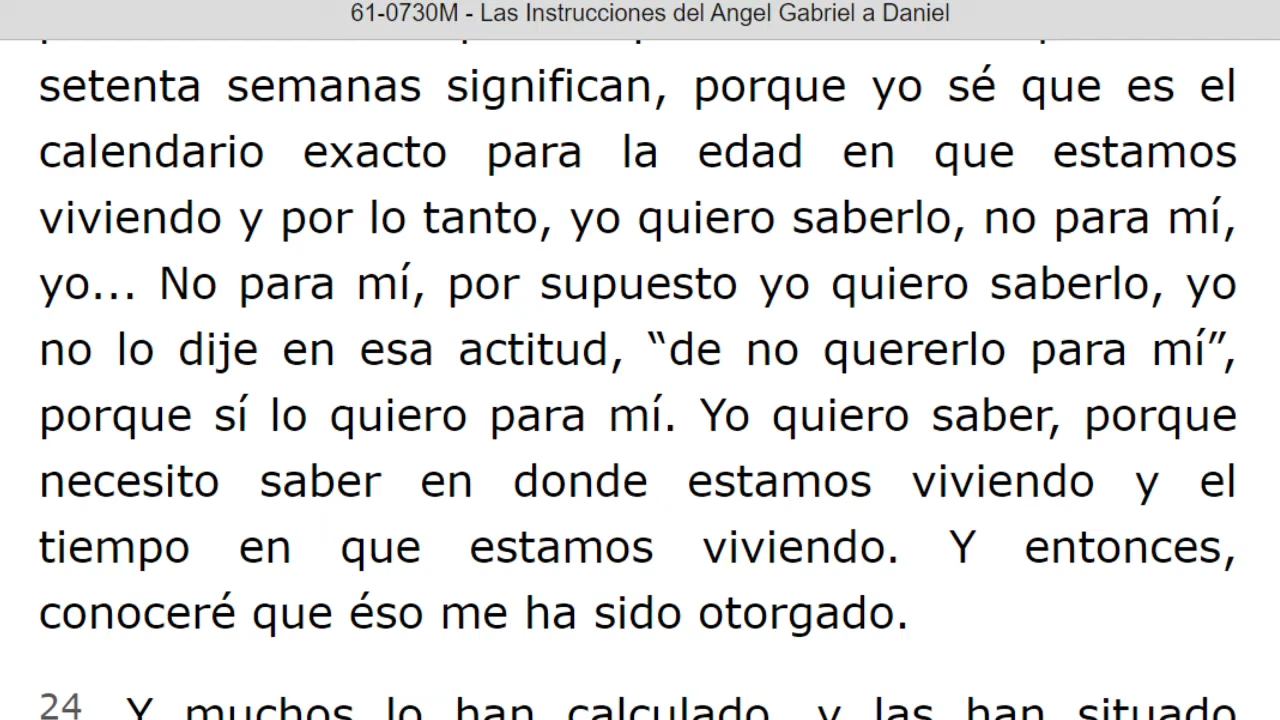 61-0730M - Las Instrucciones del Angel Gabriel a Daniel
setenta semanas significan, porque yo sé que es el
calendario exacto para la edad en que estamos
viviendo y por lo tanto, yo quiero saberlo, no para mí,
yo… No para mí, por supuesto yo quiero saberlo, yo
no lo dije en esa actitud, “de no quererlo para mí”,
porque sí lo quiero para mí. Yo quiero saber, porque
necesito saber en donde estamos viviendo y el
tiempo en que estamos viviendo. Y entonces,
conoceré que éso me ha sido otorgado.
24 Y muchos lo han calculado, y las han situado